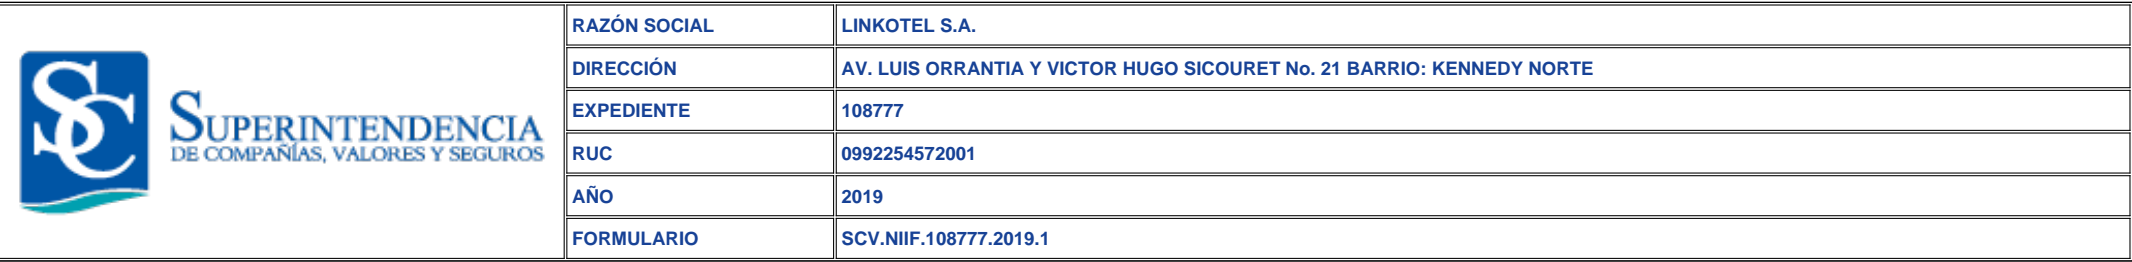 SC
SUPERINTENDENCIA
DE COMPAÑÍAS, VALORES Y SEGUROS
RAZÓN SOCIAL LINKOTEL S.A.
DIRECCIÓN AV. LUIS ORRANTIA Y VICTOR HUGO SICOURET No. 21 BARRIO: KENNEDY NORTE
EXPEDIENTE 108777
RUC 0992254572001
AÑO 2019
FORMULARIO SCV.NIIF.108777.2019.1